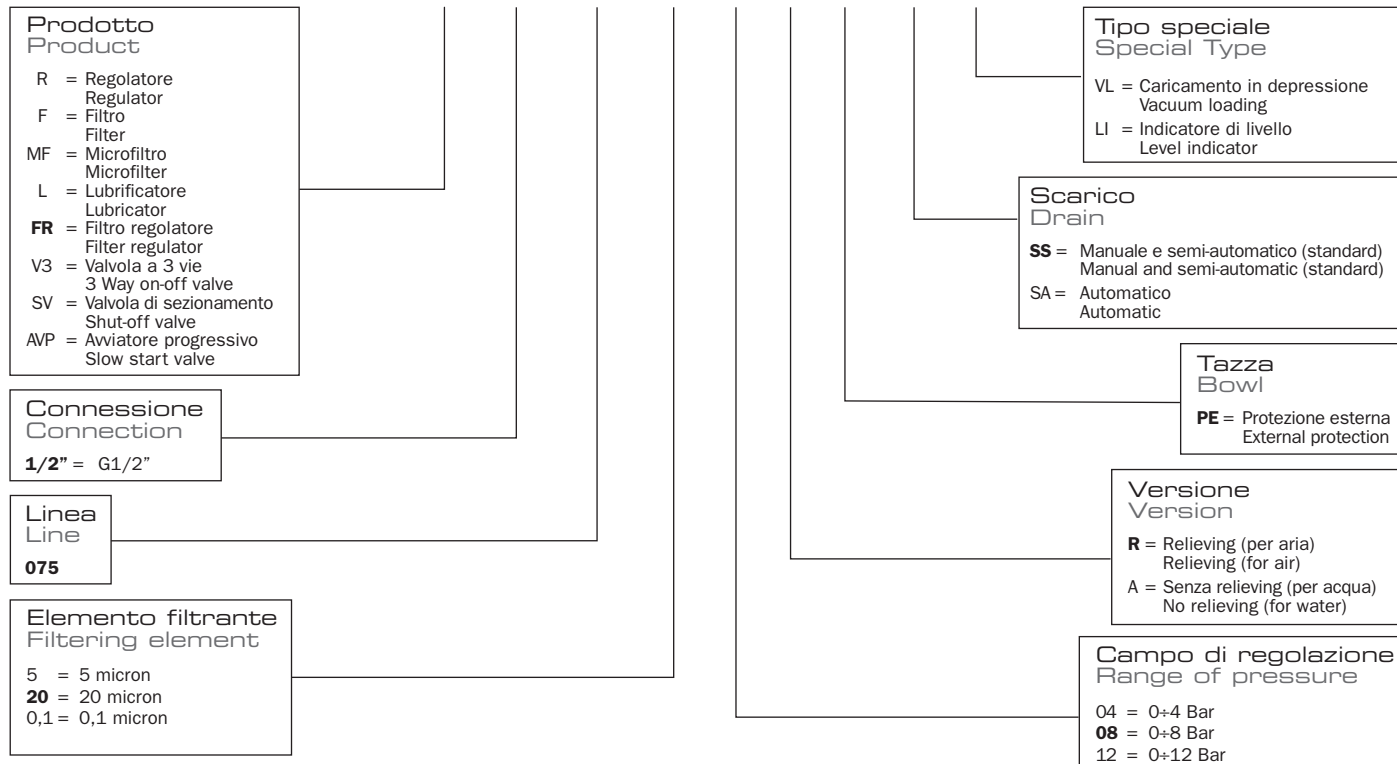 Prodotto
Product
R = Regolatore
Regulator
F = Filtro
Filter
MF = Microfiltro
Microfilter
L = Lubrificatore
Lubricator
FR = Filtro regolatore
Filter regulator
V3 = Valvola a 3 vie
3 Way on-off valve
SV = Valvola di sezionamento
Shut-off valve
AVP = Avviatore progressivo
Slow start valve
Connessione
Connection
1/2” = G1/2”
Linea
Line
075
Elemento filtrante
Filtering element
5 = 5 micron
20 = 20 micron
0,1 = 0,1 micron
Tipo speciale
Special Type
VL = Caricamento in depressione
Vacuum loading
LI = Indicatore di livello
Level indicator
Scarico
Drain
SS = Manuale e semi-automatico (standard)
Manual and semi-automatic (standard)
SA = Automatico
Automatic
Tazza
Bowl
PE = Protezione esterna
External protection
Versione
Version
R = Relieving (per aria)
Relieving (for air)
A = Senza relieving (per acqua)
No relieving (for water)
Campo di regolazione
Range of pressure
04 = 0÷4 Bar
08 = 0÷8 Bar
12 = 0÷12 Bar